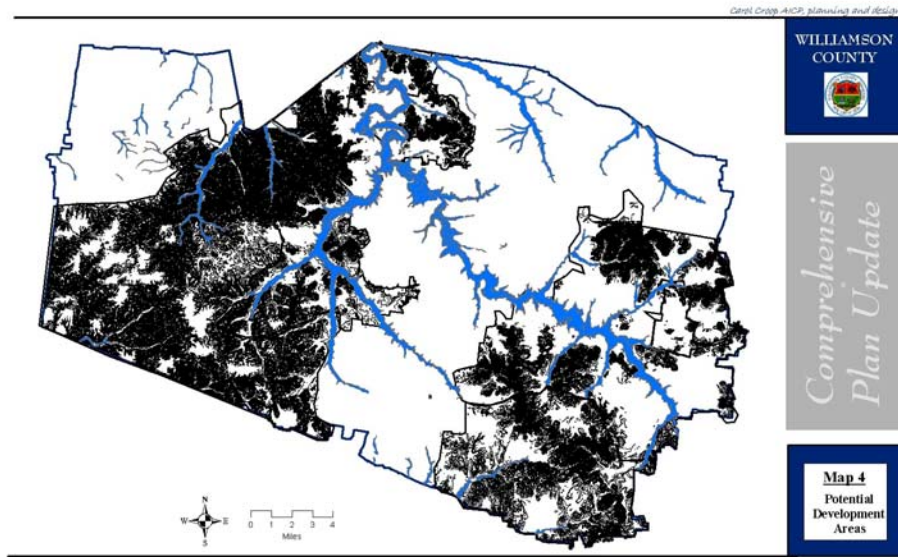 Carol Croop AICP, planning and design
WILLIAMSON
COUNTY
Comprehensive
Plan Update
N
W E
S
0 1 2 3 4
Miles
Map 4
Potential
Development
Areas